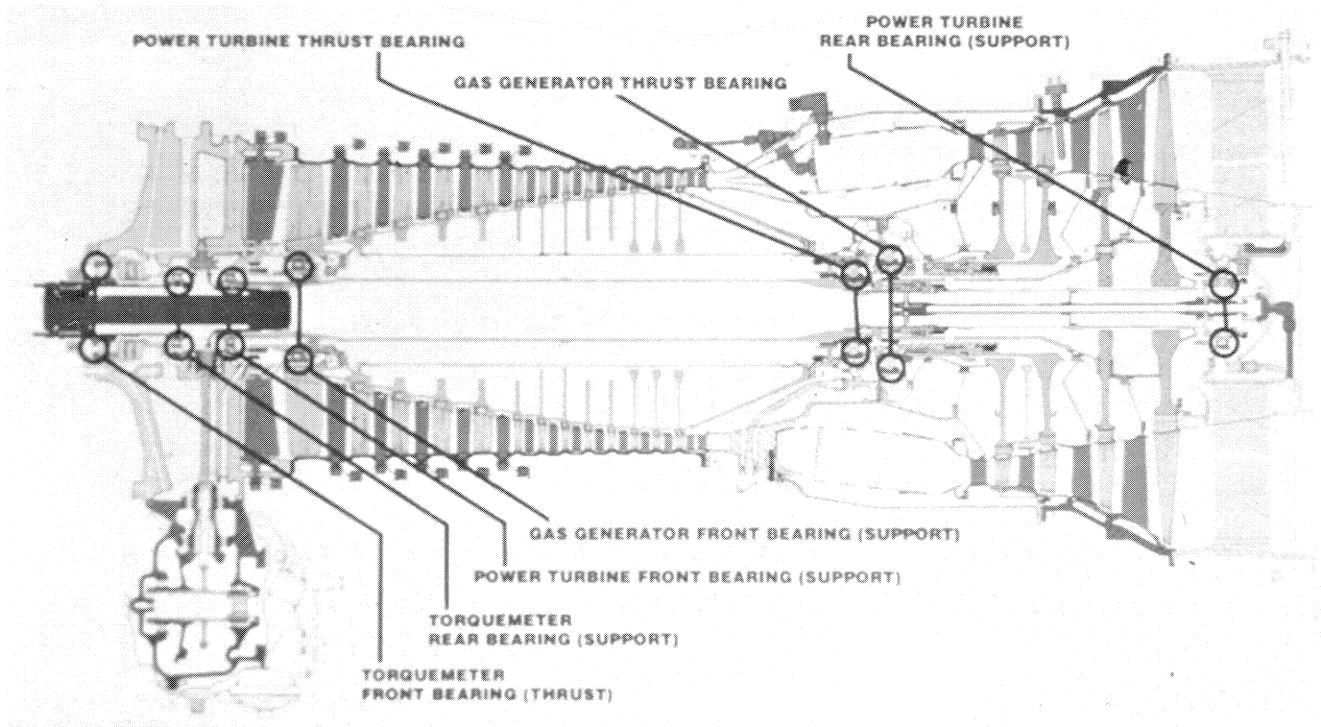 POWER TURBINE
REAR BEARING (SUPPORT)
POWER TURBINE THRUST BEARING
GAS GENERATOR THRUST BEARING
GAS GENERATOR FRONT BEARING (SUPPORT)
POWER TURBINE FRONT BEARING (SUPPORT)
TORQUEMETER
REAR BEARING (SUPPORT)
TORQUEMETER
FRONT BEARING (THRUST)